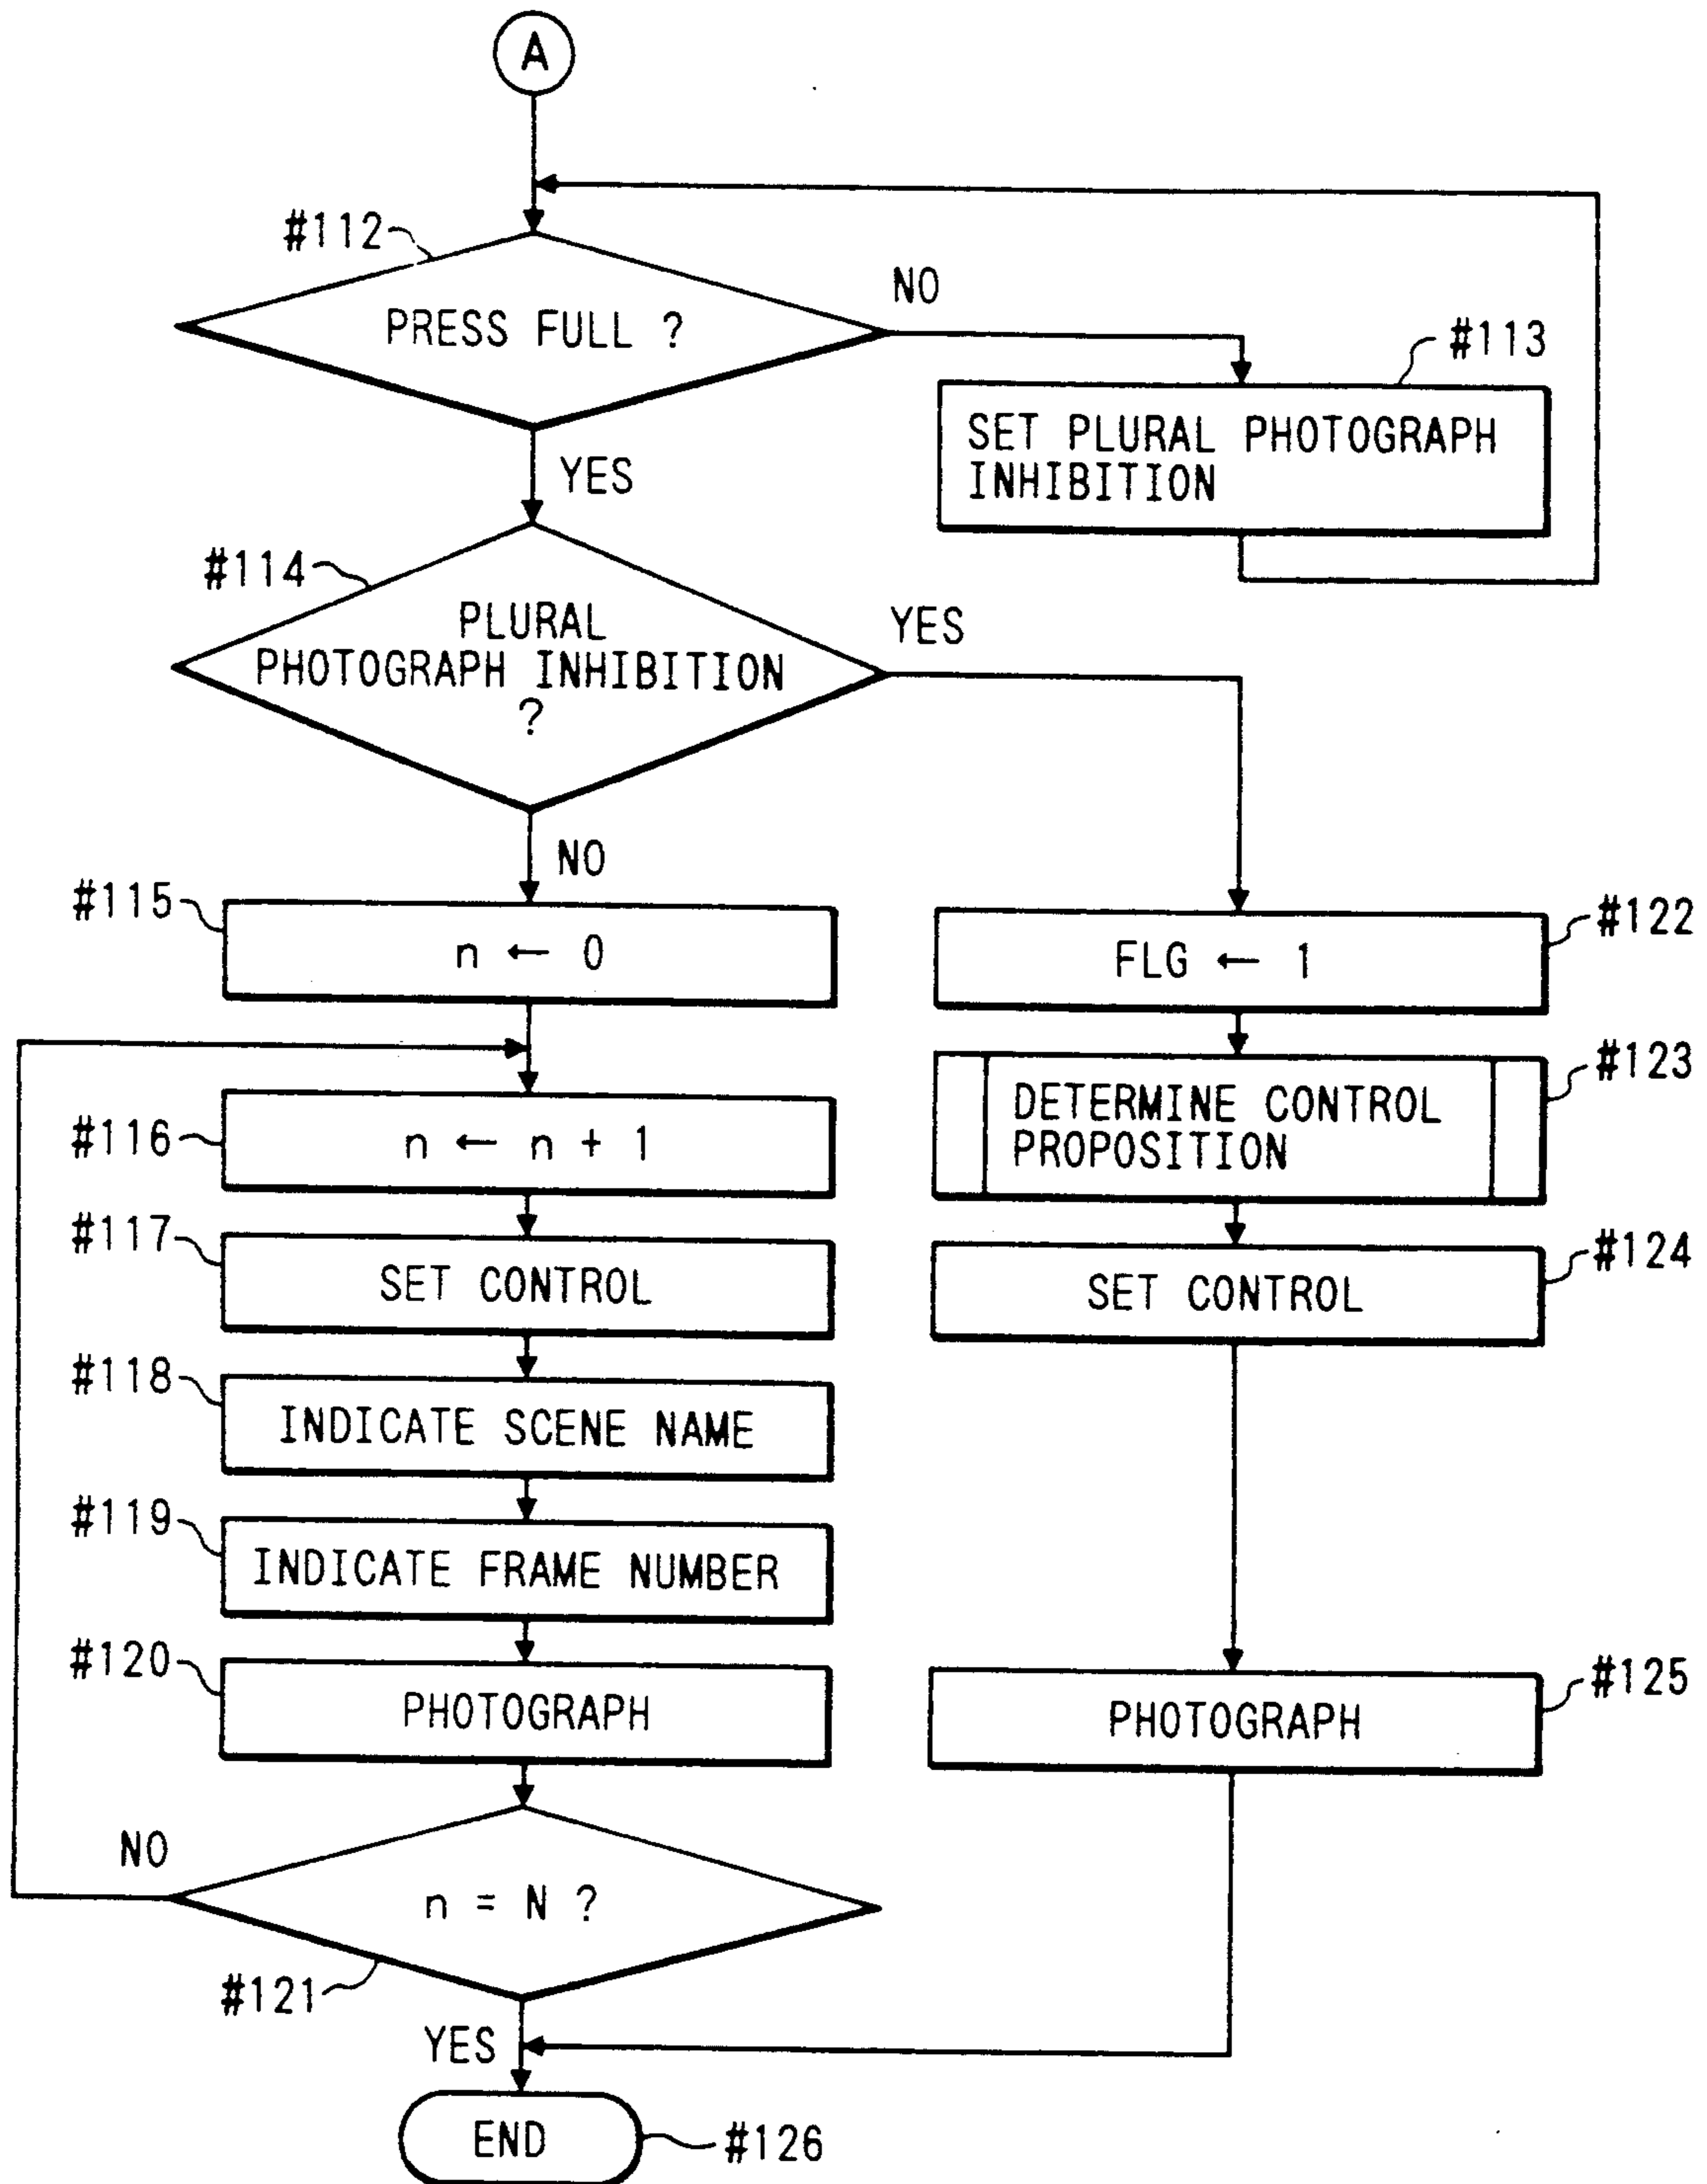 A
#112
PRESS FULL ?
NO
#113
SET PLURAL PHOTOGRAPH
INHIBITION
YES
#114
PLURAL
PHOTOGRAPH INHIBITION
?
YES
NO
#115
n ← 0
#122
FLG ← 1
#116
n ← n + 1
#123
DETERMINE CONTROL
PROPOSITION
#117
SET CONTROL
#124
SET CONTROL
#118
INDICATE SCENE NAME
#119
INDICATE FRAME NUMBER
#120
PHOTOGRAPH
#125
PHOTOGRAPH
NO
n = N ?
#121
YES
END
#126